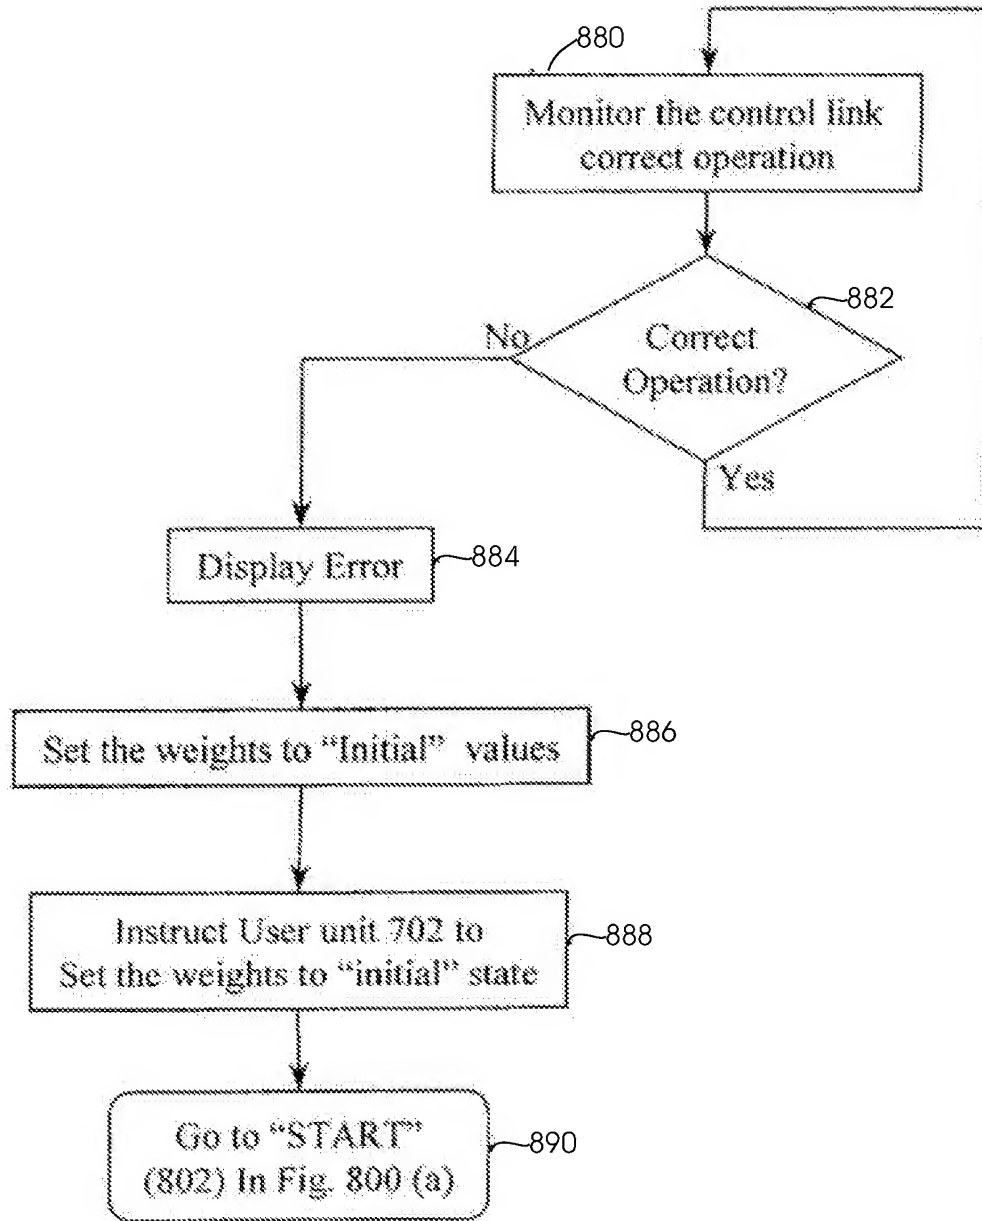 880
Monitor the control link
correct operation
882
No
Correct
Operation?
Yes
Display Error
884
Set the weights to “Initial” values
886
Instruct User unit 702 to
Set the weights to “initial” state
888
Go to “START”
(802) In Fig. 800 (a)
890